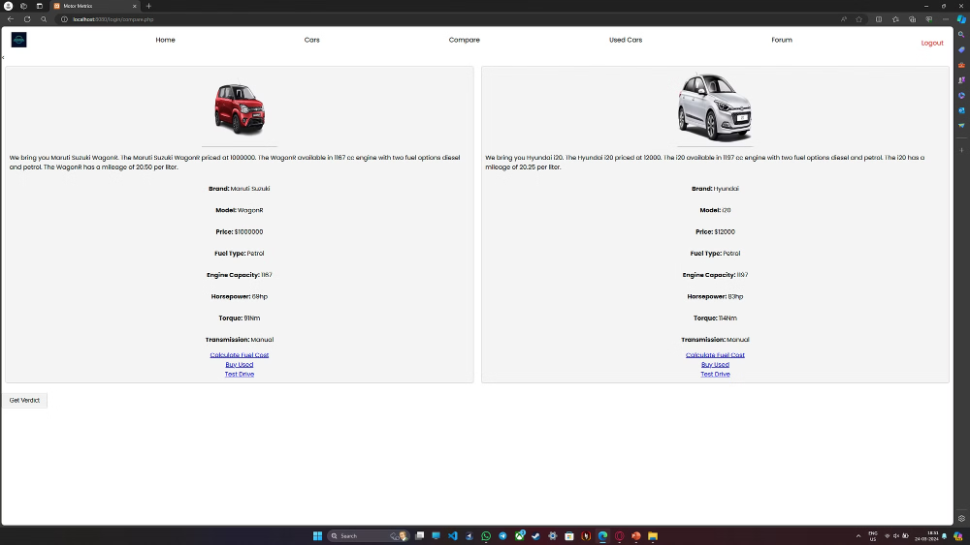 Moto Metrics
localhost:8080/login/compare.php
Home
Cars
Compare
Used Cars
Forum
Logout
<
We bring you Maruti Suzuki WagonR. The Maruti Suzuki WagonR priced at 1000000. The WagonR available in 1167 cc engine with two fuel options diesel
and petrol. The WagonR has a mileage of 20.50 per liter.
Brand: Maruti Suzuki
Model: WagonR
Price: $1000000
Fuel Type: Petrol
Engine Capacity: 1167
Horsepower: 69hp
Torque: 91Nm
Transmission: Manual
Calculate Fuel Cost
Buy Used
Test Drive
We bring you Hyundai i20. The Hyundai i20 priced at 12000. The i20 available in 1197 cc engine with two fuel options diesel and petrol. The i20 has a
mileage of 20.25 per liter.
Brand: Hyundai
Model: i20
Price: $12000
Fuel Type: Petrol
Engine Capacity: 1197
Horsepower: 83hp
Torque: 114Nm
Transmission: Manual
Calculate Fuel Cost
Buy Used
Test Drive
Get Verdict
Search
ENG
US
24-09-2024